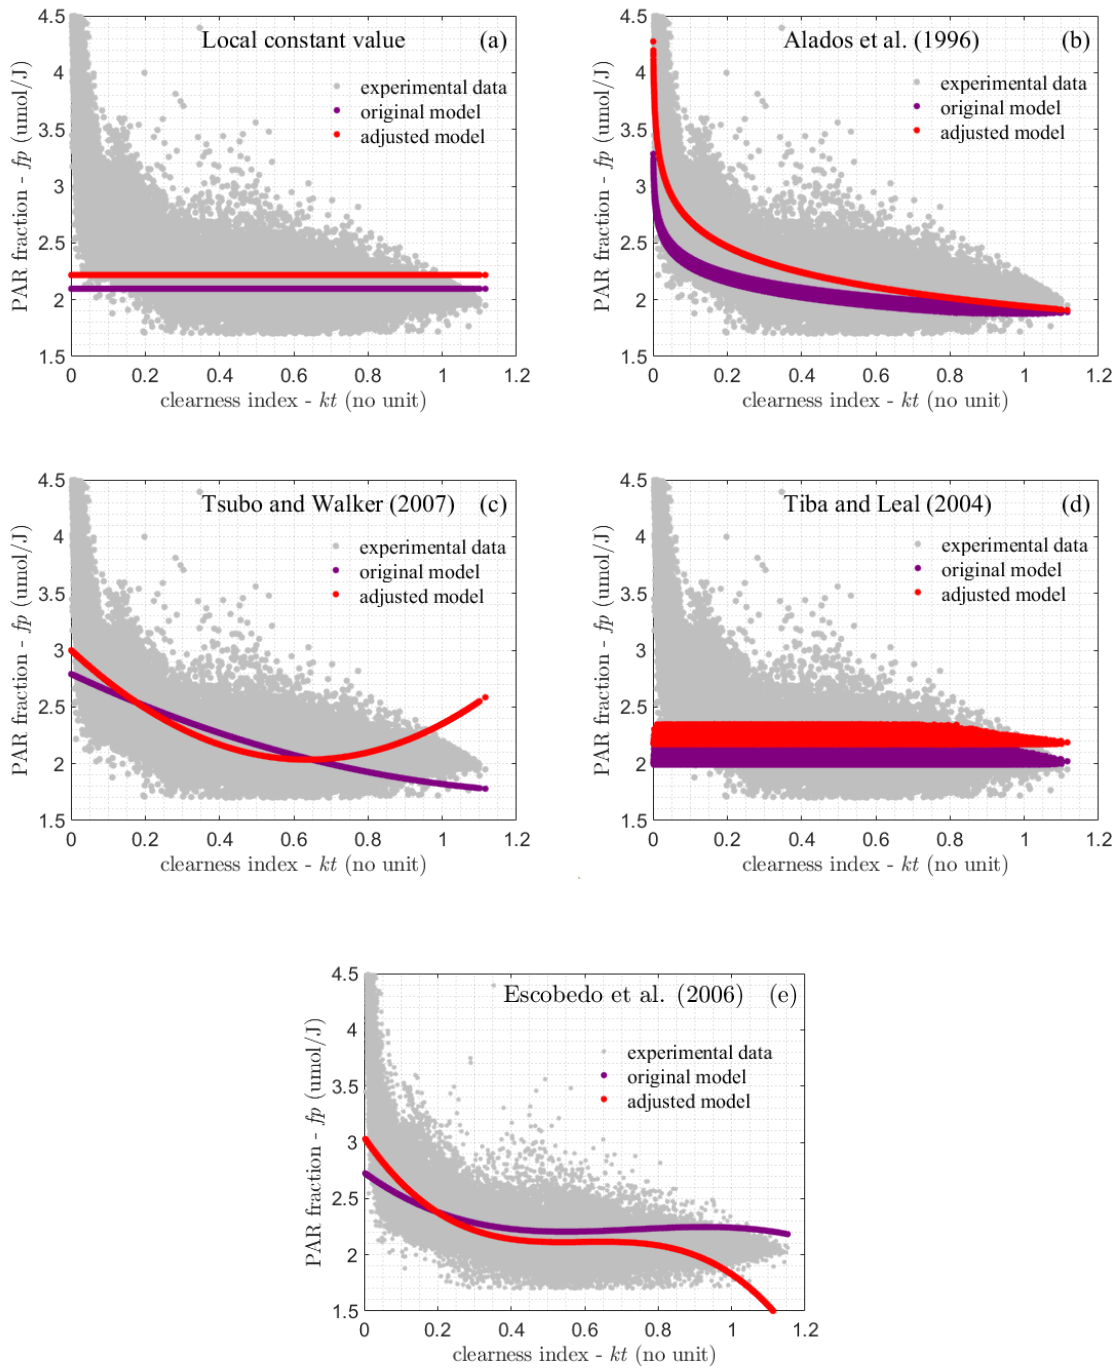 Local constant value (a)
experimental data
original model
adjusted model
PAR fraction - fp (umol/J)
4.5
4
3.5
3
2.5
2
1.5
0 0.2 0.4 0.6 0.8 1 1.2
clearness index - kt (no unit)
Alados et al. (1996) (b)
experimental data
original model
adjusted model
PAR fraction - fp (umol/J)
4.5
4
3.5
3
2.5
2
1.5
0 0.2 0.4 0.6 0.8 1 1.2
clearness index - kt (no unit)
Tsubo and Walker (2007) (c)
experimental data
original model
adjusted model
PAR fraction - fp (umol/J)
4.5
4
3.5
3
2.5
2
1.5
0 0.2 0.4 0.6 0.8 1 1.2
clearness index - kt (no unit)
Tiba and Leal (2004) (d)
experimental data
original model
adjusted model
PAR fraction - fp (umol/J)
4.5
4
3.5
3
2.5
2
1.5
0 0.2 0.4 0.6 0.8 1 1.2
clearness index - kt (no unit)
Escobedo et al. (2006) (e)
experimental data
original model
adjusted model
PAR fraction - fp (umol/J)
4.5
4
3.5
3
2.5
2
1.5
0 0.2 0.4 0.6 0.8 1 1.2
clearness index - kt (no unit)